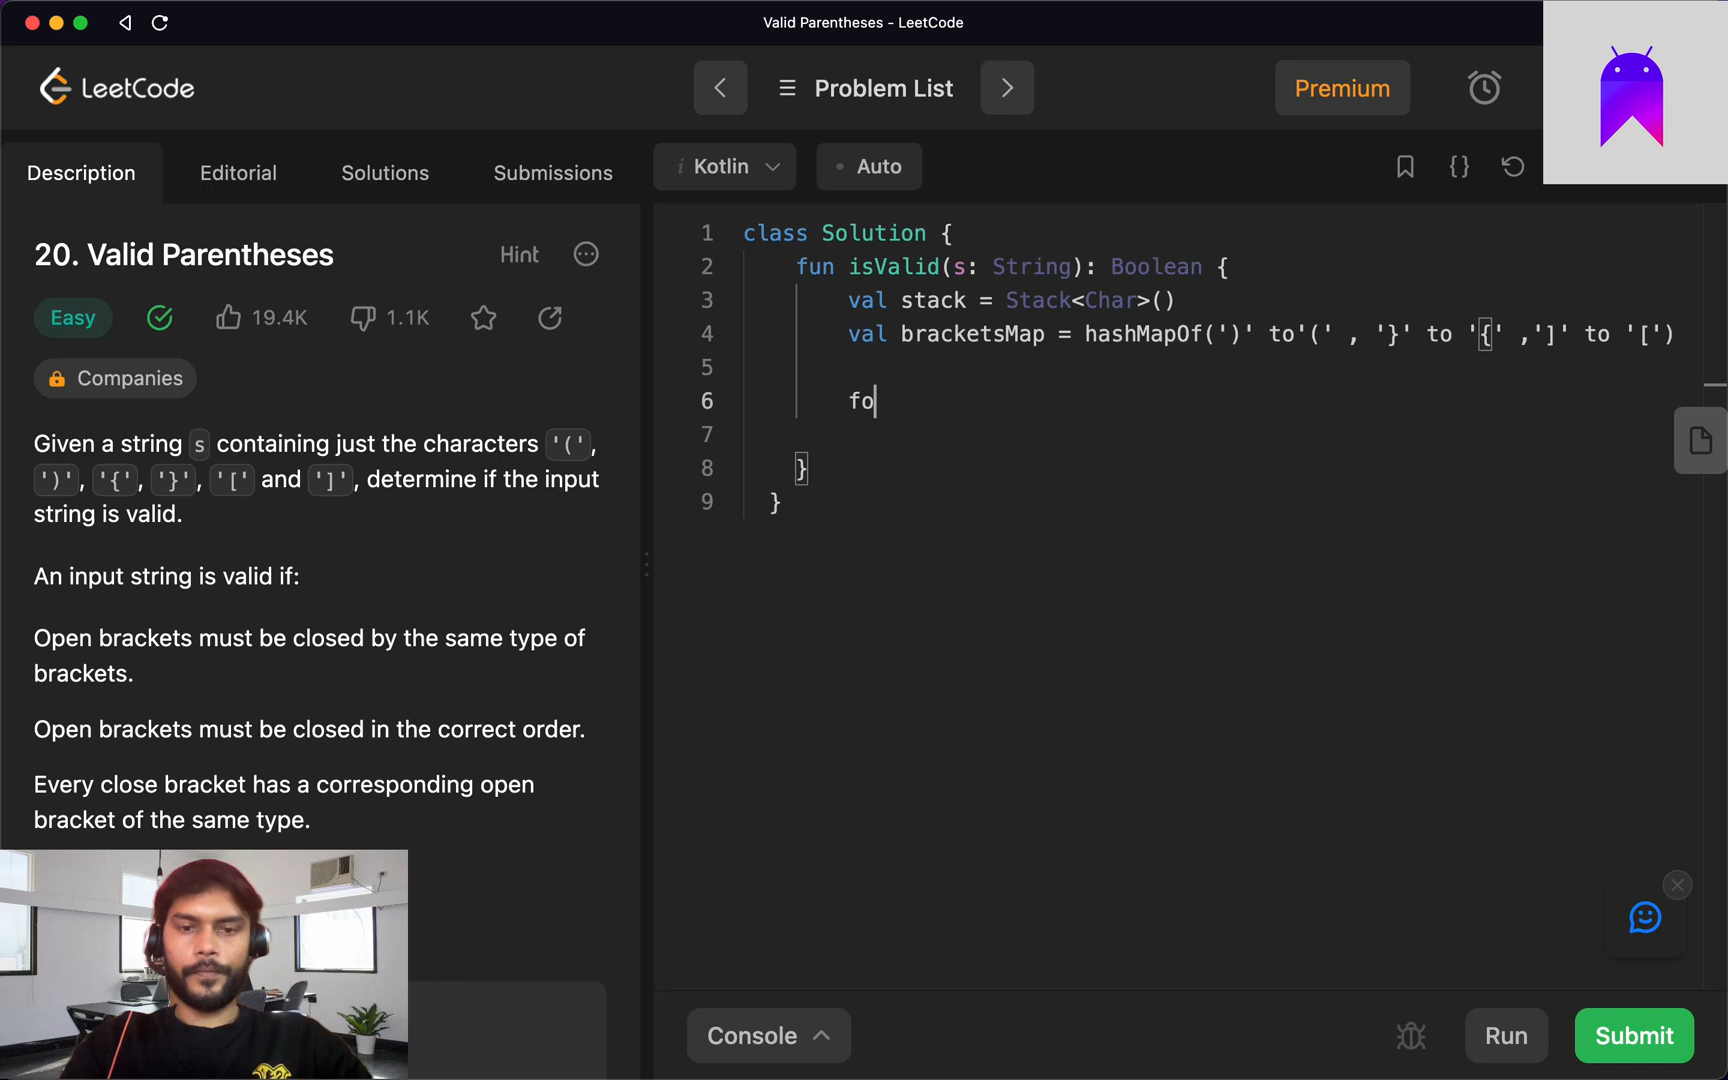 Valid Parentheses - LeetCode
LeetCode
Problem List
Premium
Description
Editorial
Solutions
Submissions
20. Valid Parentheses
Hint
Easy
19.4K
1.1K
Companies
Given a string s containing just the characters '(',
')', '{', '}', '[' and ']', determine if the input
string is valid.
An input string is valid if:
Open brackets must be closed by the same type of
brackets.
Open brackets must be closed in the correct order.
Every close bracket has a corresponding open
bracket of the same type.
i Kotlin
Auto
{}
1 class Solution {
2 fun isValid(s: String): Boolean {
3 val stack = Stack<Char>()
4 val bracketsMap = hashMapOf(')' to'(' , '}' to '{' ,']' to '[')
5
6 fo
7
8 }
9 }
Console
Run
Submit